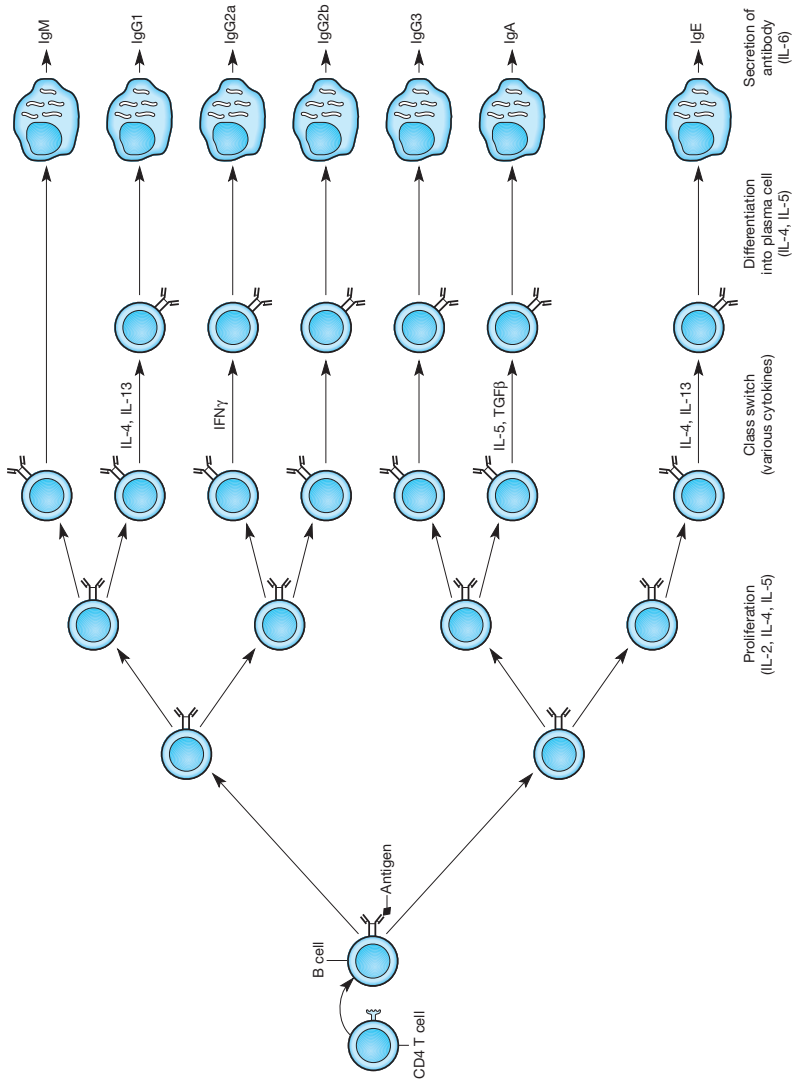 CD4 T cell
B cell
Antigen
IL-4, IL-13
IFNγ
IL-5, TGFβ
IL-4, IL-13
IgM
IgG1
IgG2a
IgG2b
IgG3
IgA
IgE
Proliferation
(IL-2, IL-4, IL-5)
Class switch
(various cytokines)
Differentiation
into plasma cell
(IL-4, IL-5)
Secretion of
antibody
(IL-6)